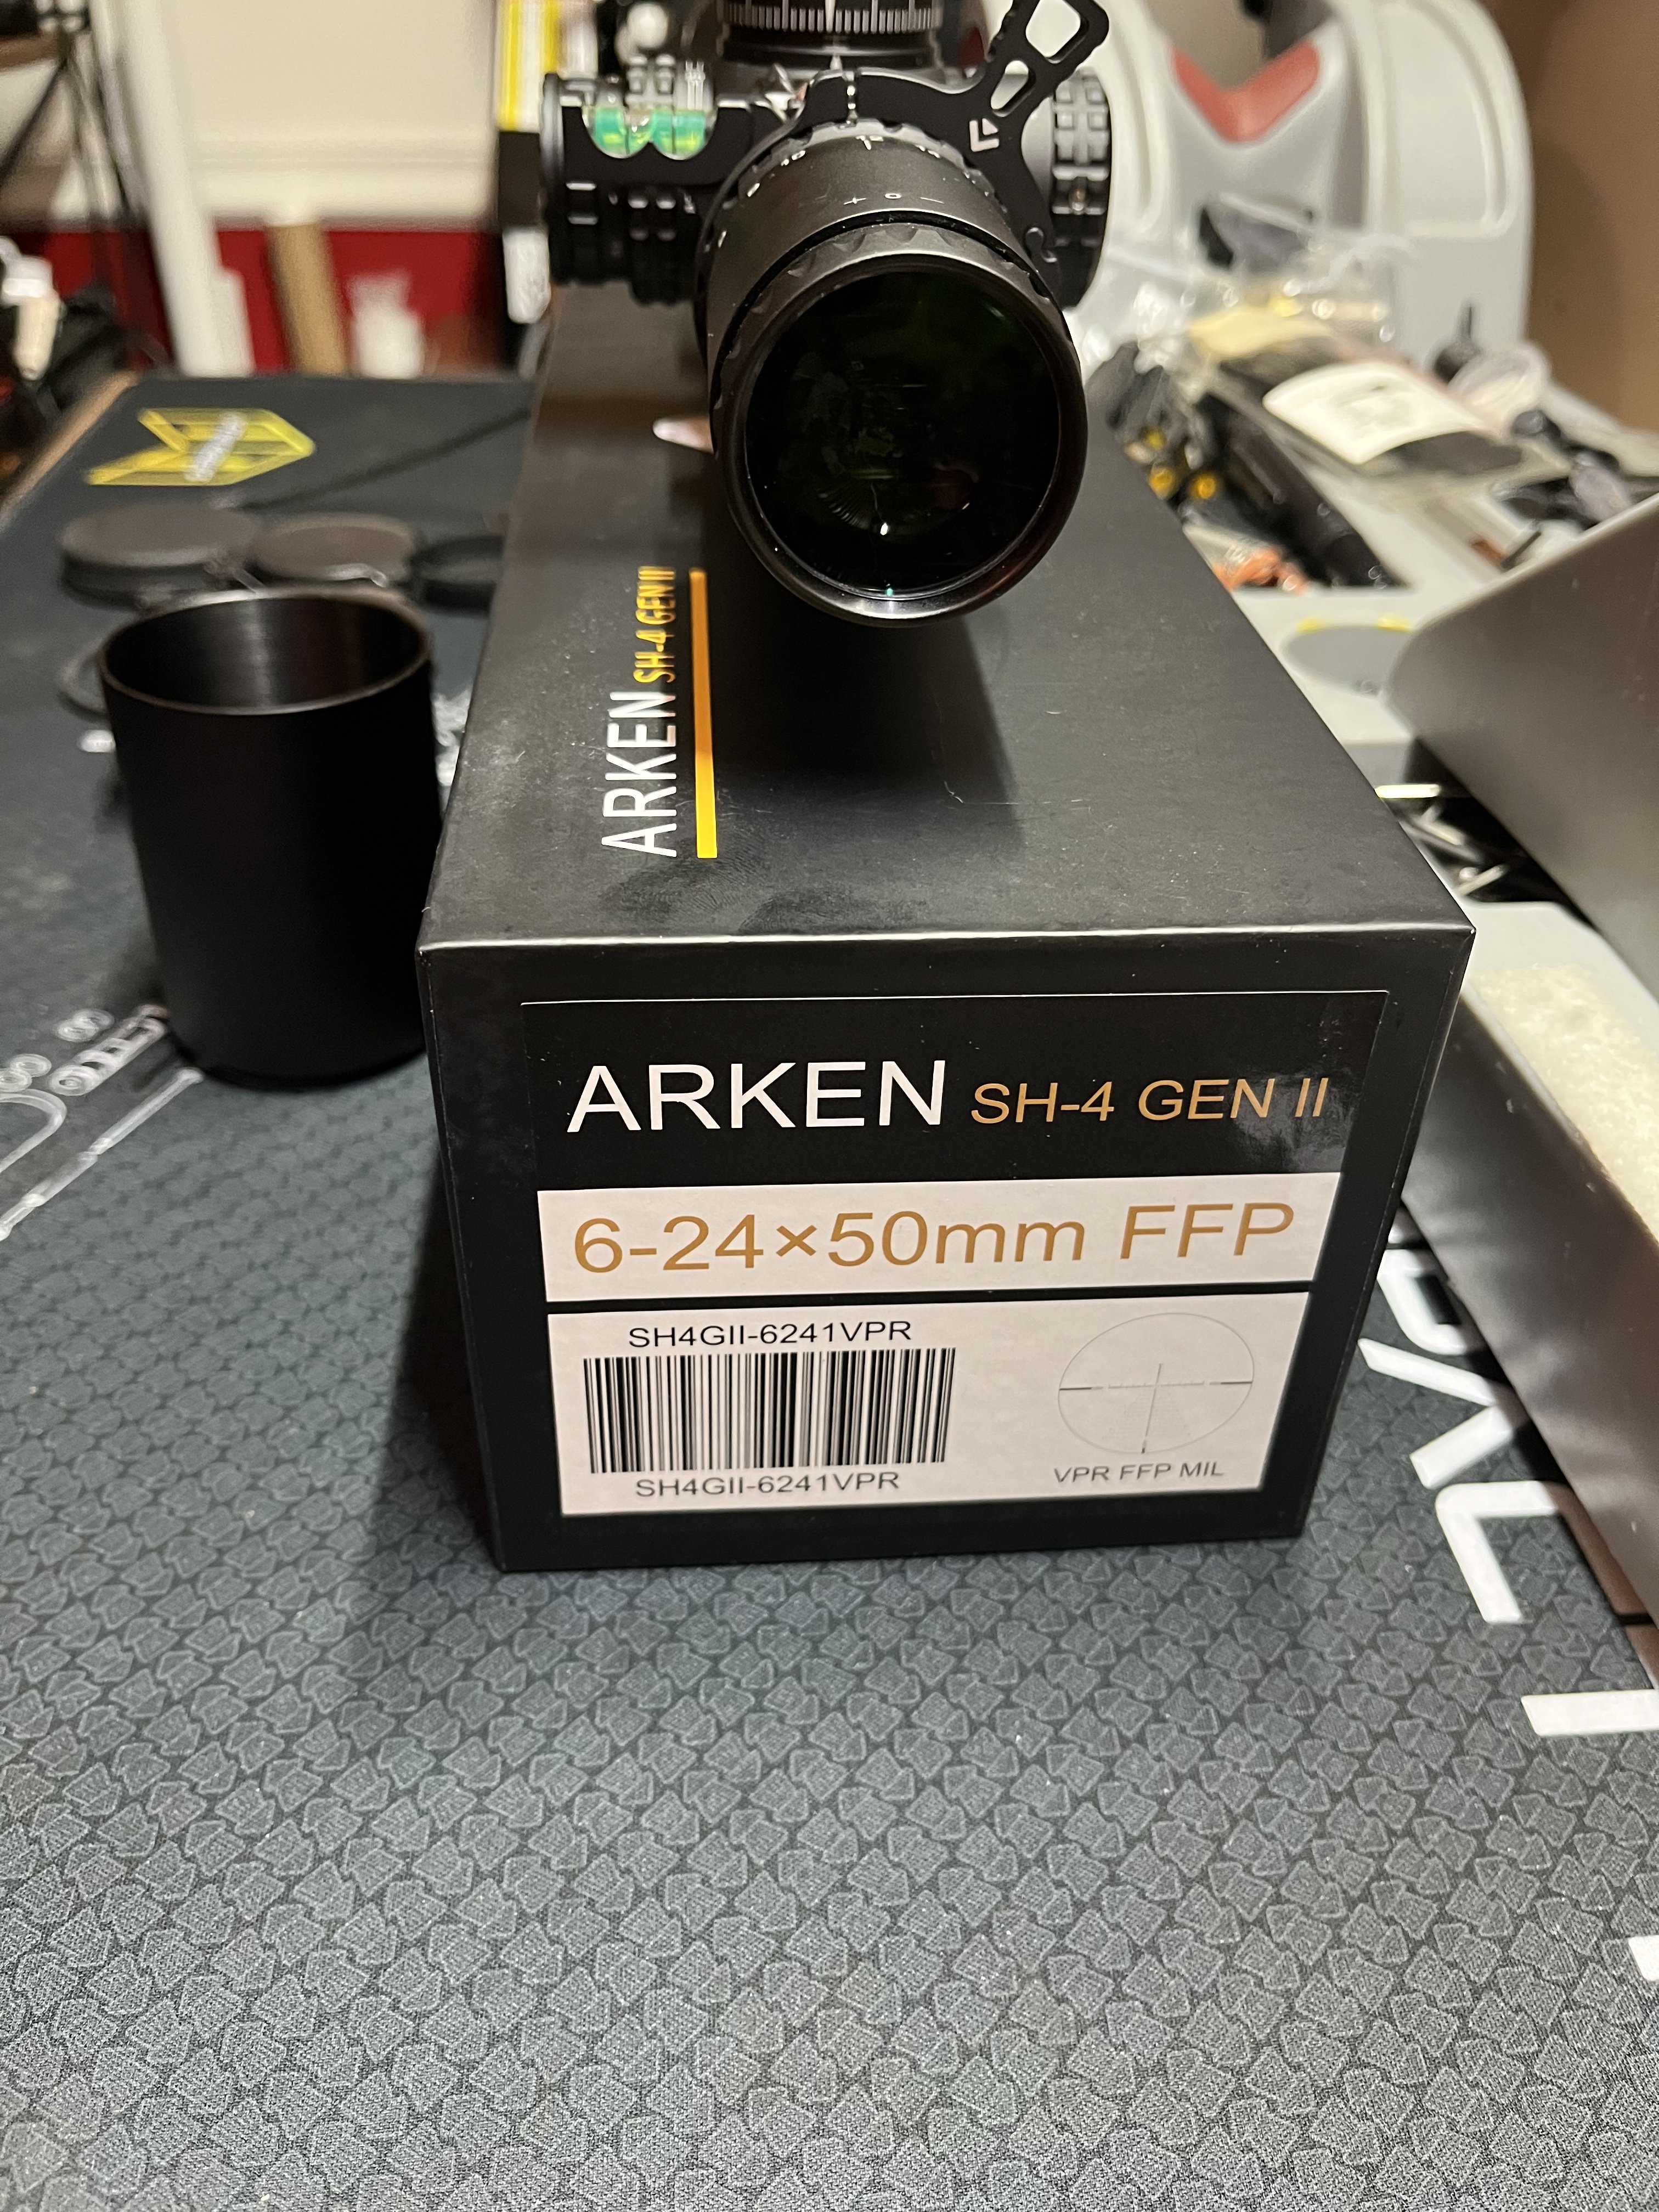 + 0 −
ARKEN SH-4 GEN II
ARKEN SH-4 GEN II
6-24×50mm FFP
SH4GII-6241VPR
SH4GII-6241VPR
VPR FFP MIL